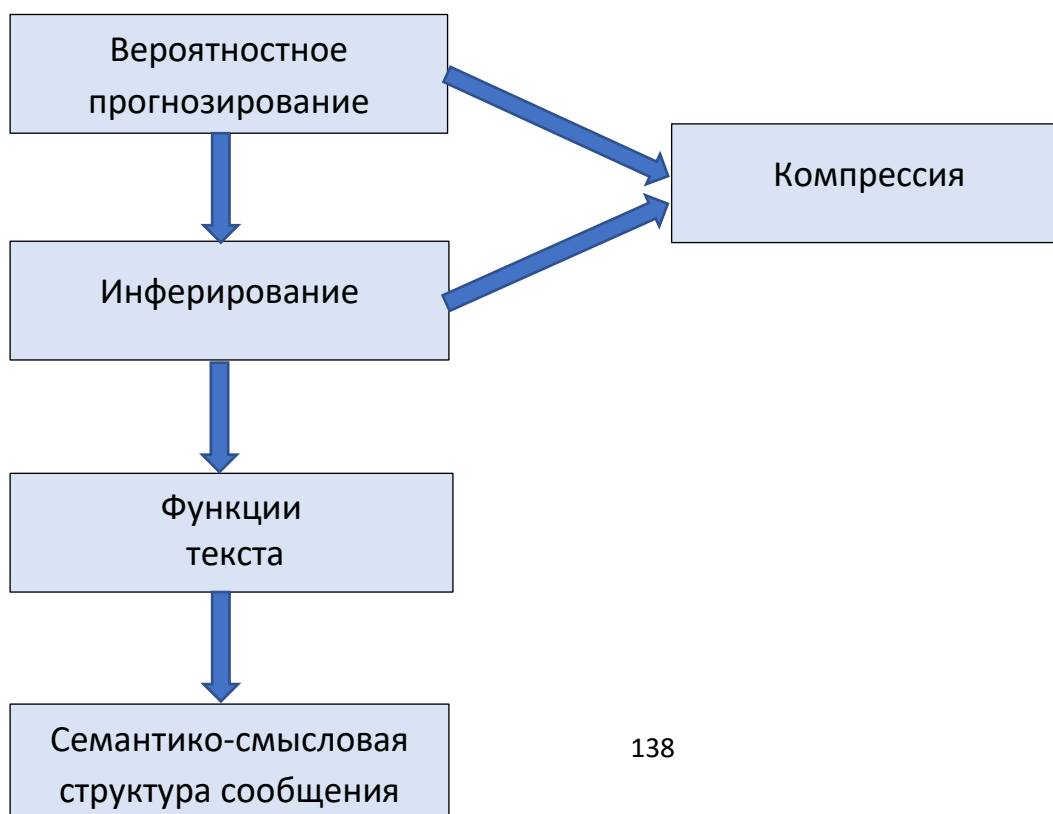 Вероятностное
прогнозирование
Компрессия
Инферирование
Функции
текста
Семантико-смысловая
структура сообщения
138